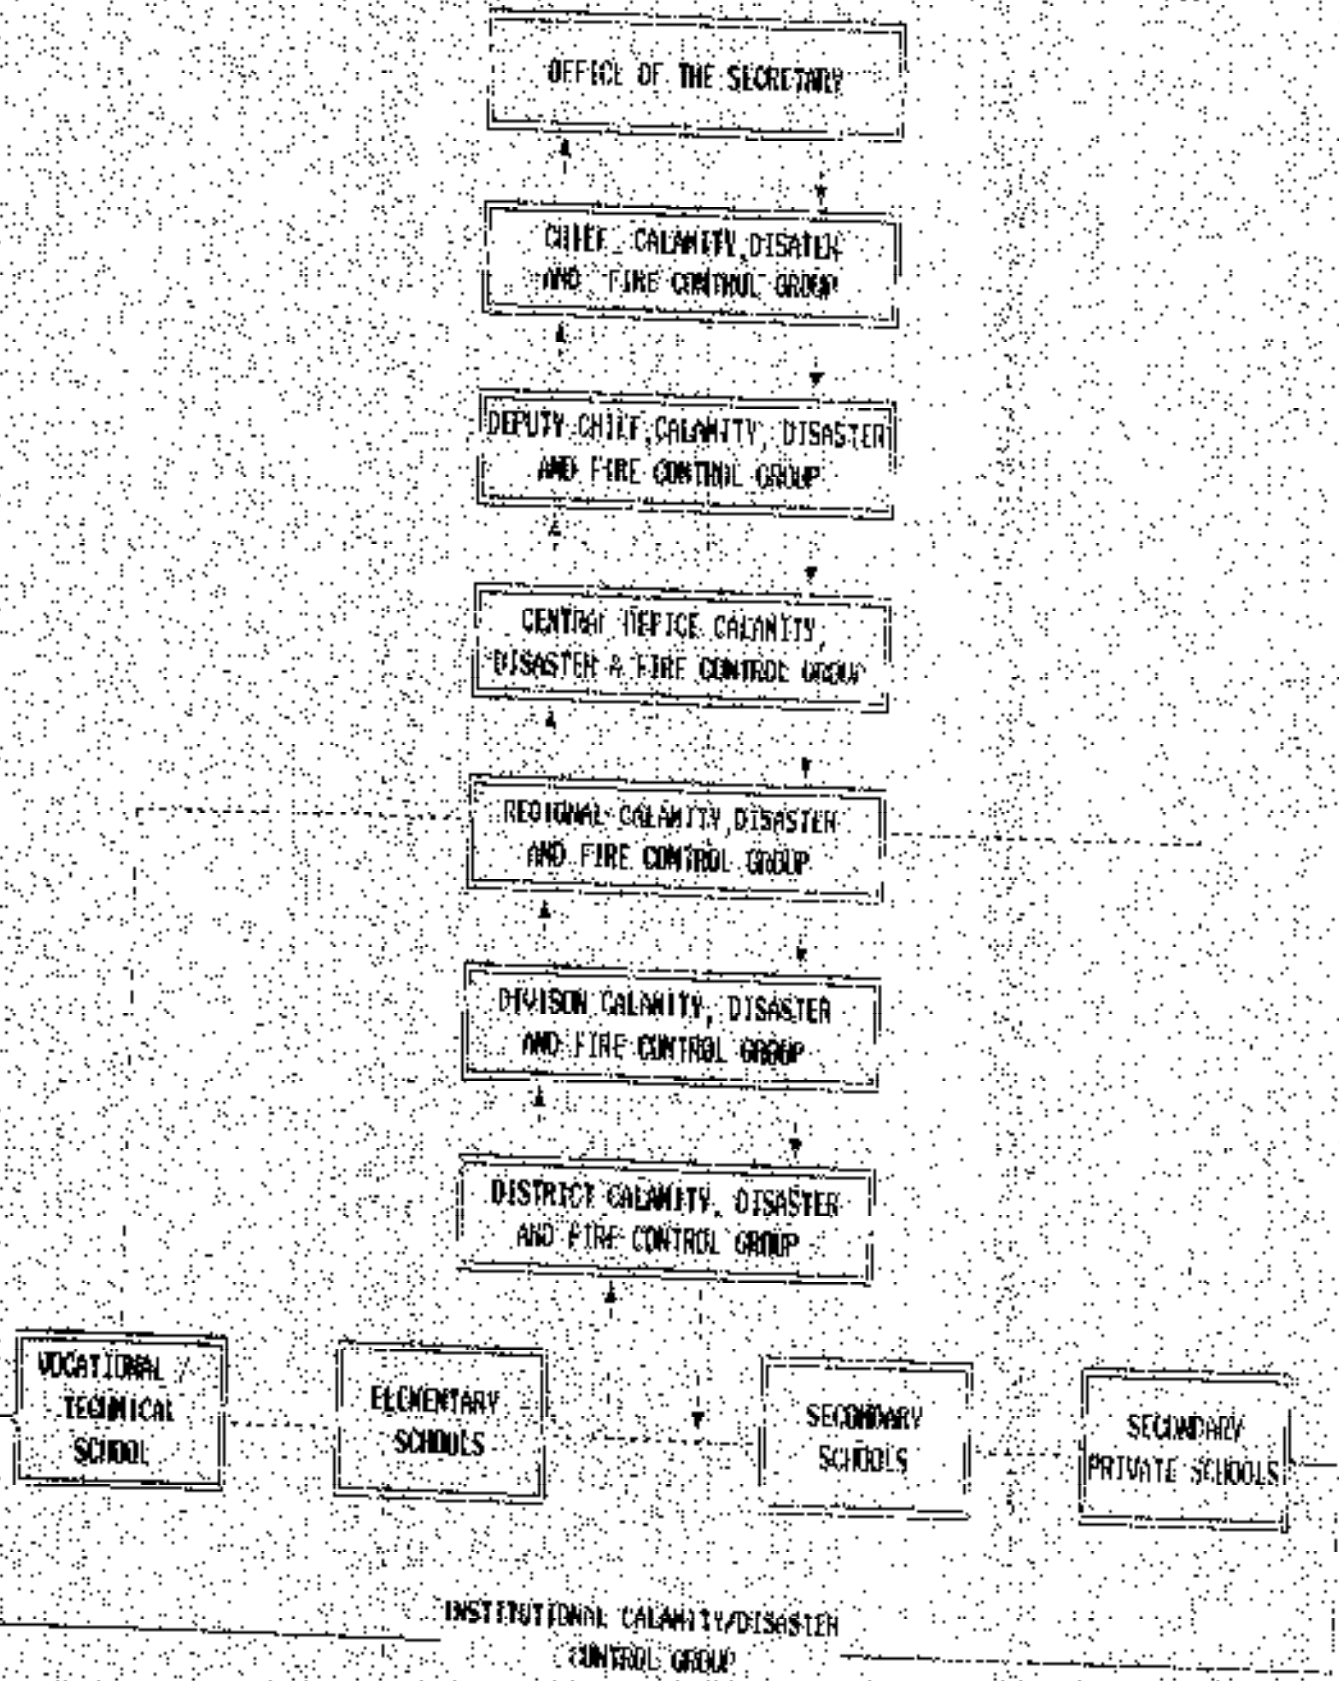 OFFICE OF THE SECRETARY
CHIEF, CALAMITY, DISATER
AND FIRE CONTROL GROUP
DEPUTY CHIEF, CALAMITY, DISASTER
AND FIRE CONTROL GROUP
CENTRAL OFFICE CALAMITY,
DISASTER & FIRE CONTROL GROUP
REGIONAL CALAMITY, DISASTER
AND FIRE CONTROL GROUP
DIVISON CALAMITY, DISASTER
AND FIRE CONTROL GROUP
DISTRICT CALAMITY, DISASTER
AND FIRE CONTROL GROUP
VOCATIONAL /
TECHNICAL
SCHOOL
ELEMENTARY
SCHOOLS
SECONDARY
SCHOOLS
SECONDARY
PRIVATE SCHOOLS
INSTITUTIONAL CALAMITY/DISASTER
CONTROL GROUP